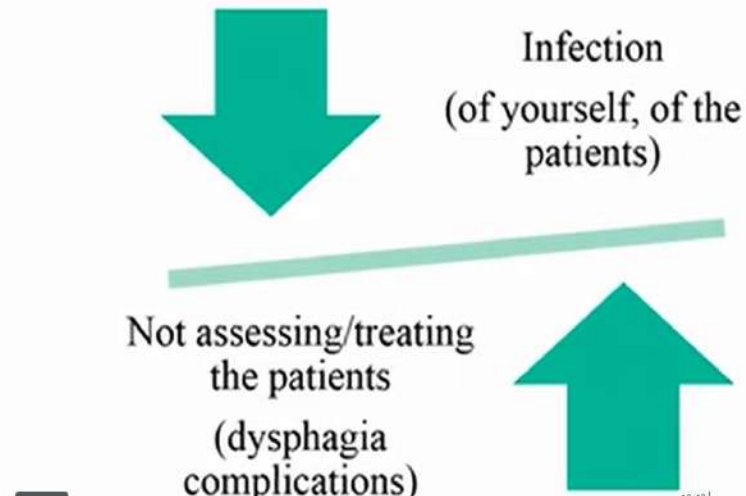 Infection
(of yourself, of the
patients)
Not assessing/treating
the patients
(dysphagia
complications)